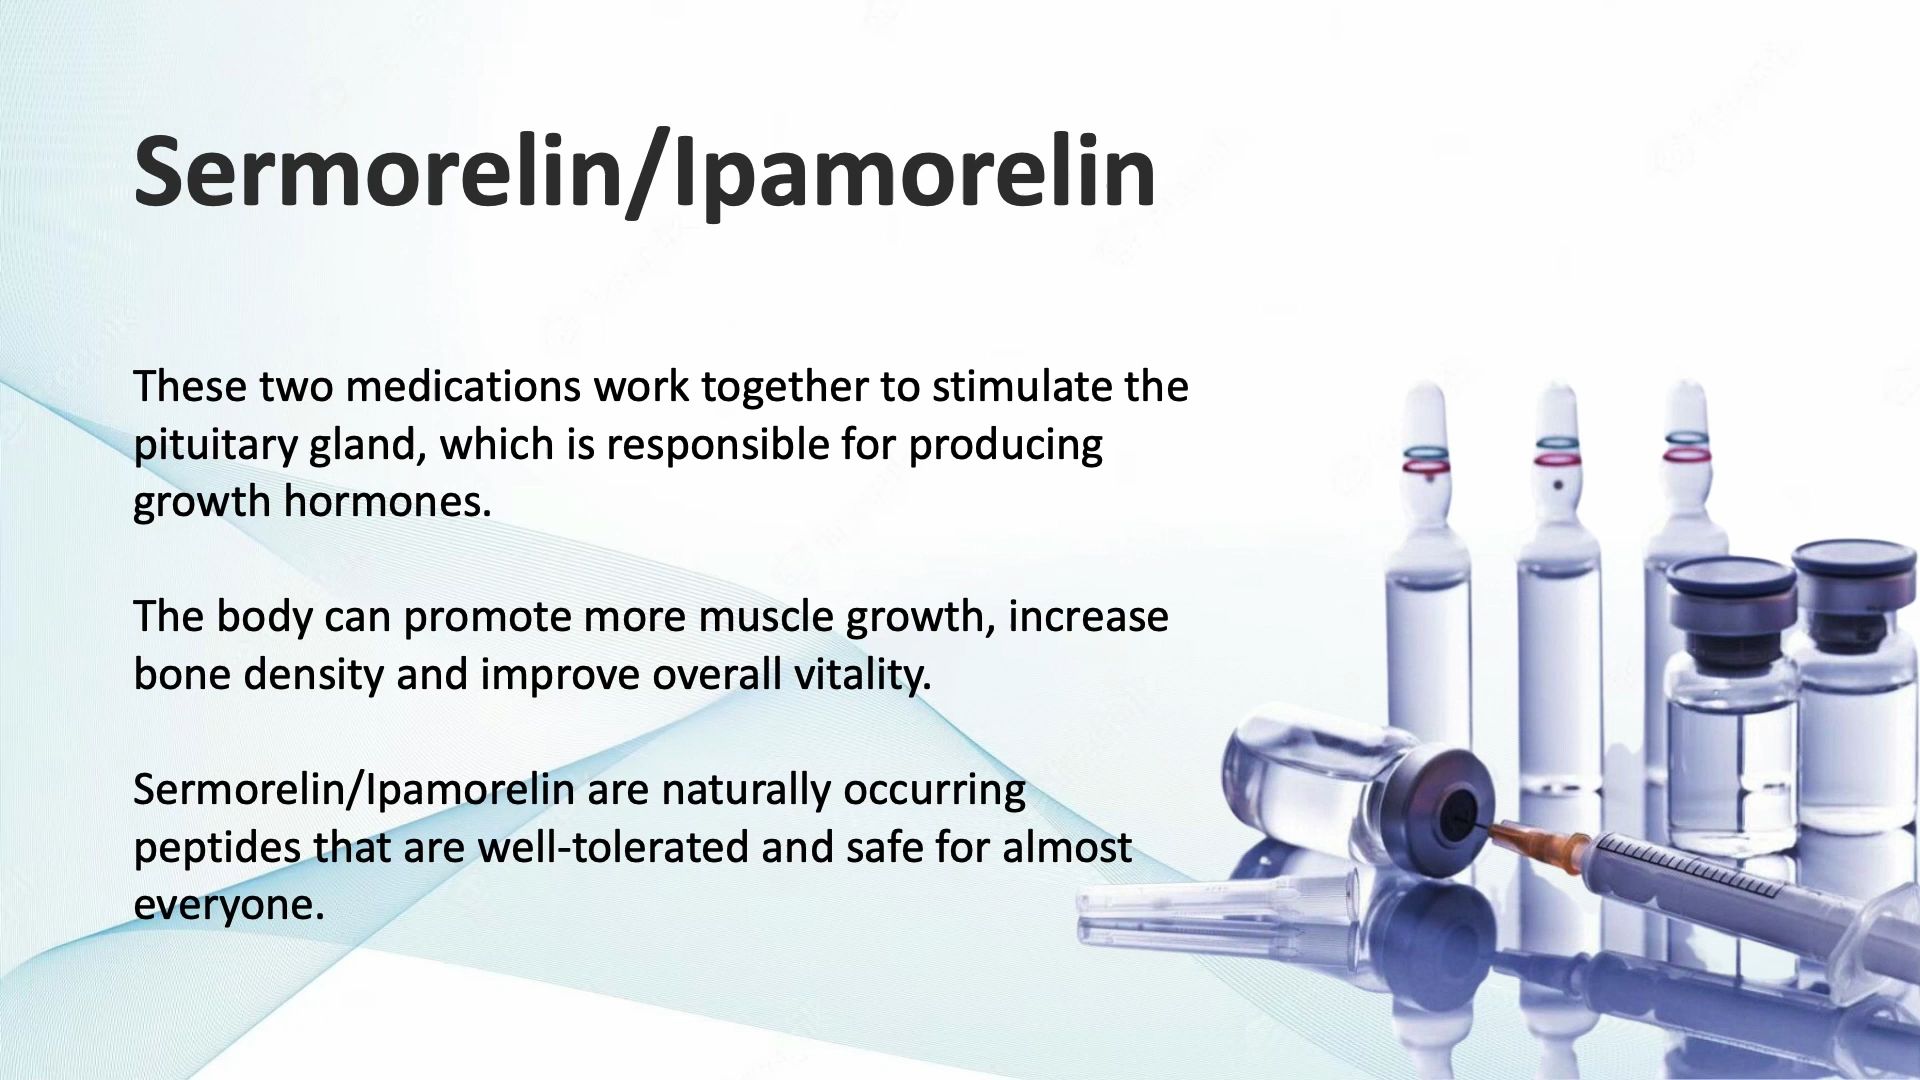 Sermorelin/Ipamorelin
These two medications work together to stimulate the
pituitary gland, which is responsible for producing
growth hormones.
The body can promote more muscle growth, increase
bone density and improve overall vitality.
Sermorelin/Ipamorelin are naturally occurring
peptides that are well-tolerated and safe for almost
everyone.